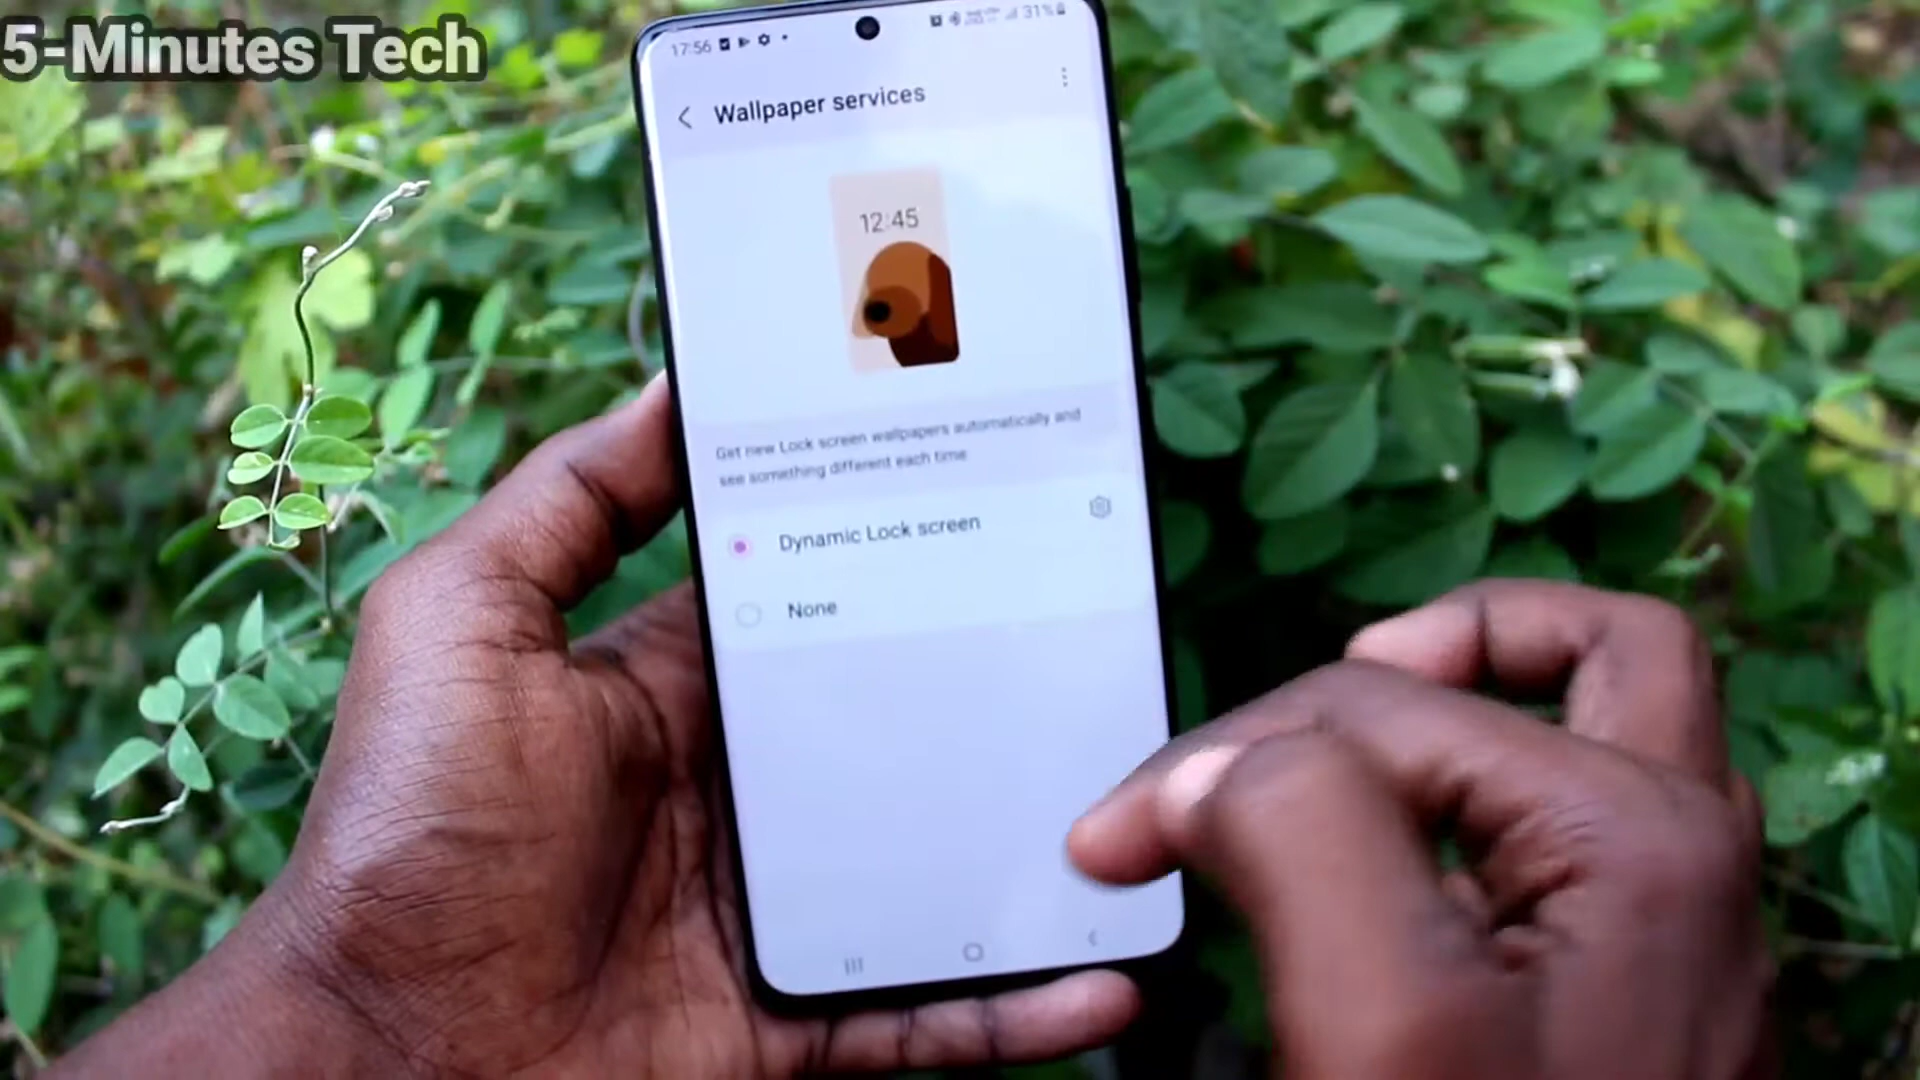 5-Minutes Tech
17:56
31%
Wallpaper services
12:45
Get new Lock screen wallpapers automatically and
see something different each time
Dynamic Lock screen
None